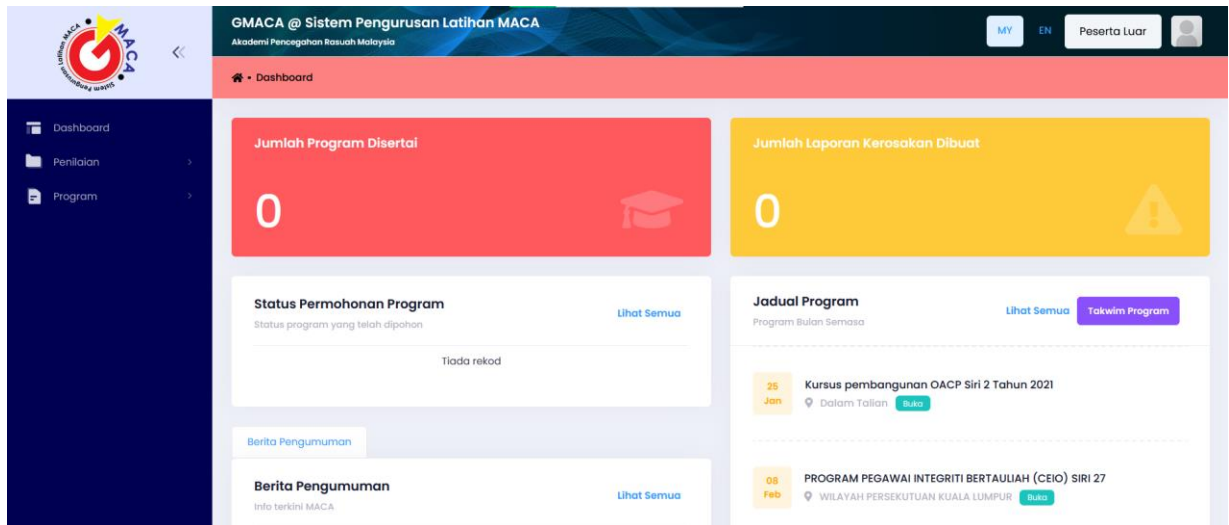 Sistem Pengurusan Latihan MACA
GMACA @ Sistem Pengurusan Latihan MACA
Akademi Pencegahan Rasuah Malaysia
MY
EN
Peserta Luar
• Dashboard
Dashboard
Penilaian
Program
Jumlah Program Disertai
0
Jumlah Laporan Kerosakan Dibuat
0
Status Permohonan Program
Status program yang telah dipohon
Lihat Semua
Tiada rekod
Berita Pengumuman
Berita Pengumuman
Info terkini MACA
Lihat Semua
Jadual Program
Program Bulan Semasa
Lihat Semua
Takwim Program
25
Jan
Kursus pembangunan OACP Siri 2 Tahun 2021
Dalam Talian Buka
08
Feb
PROGRAM PEGAWAI INTEGRITI BERTAULIAH (CEIO) SIRI 27
WILAYAH PERSEKUTUAN KUALA LUMPUR Buka